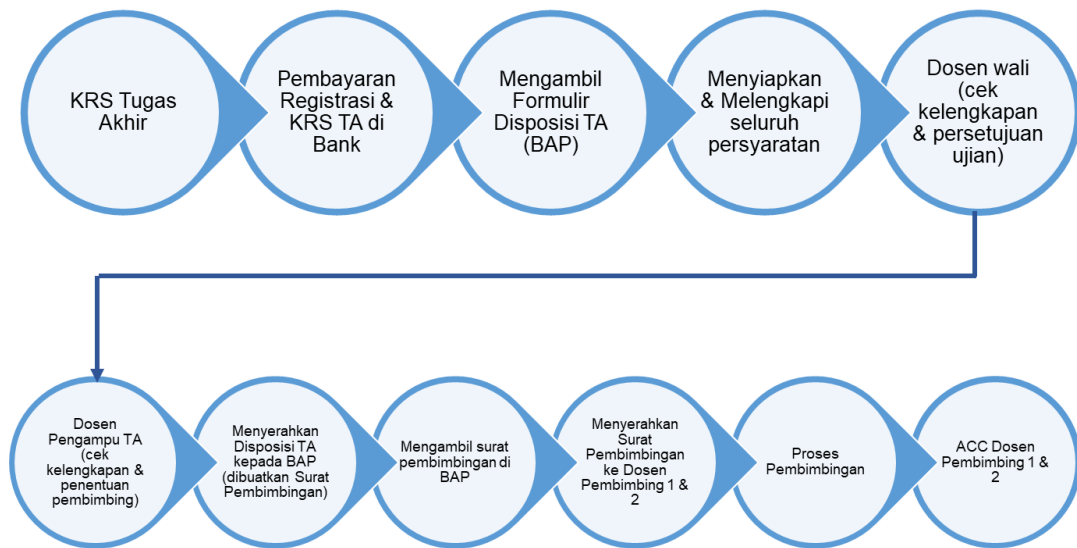 KRS Tugas
Akhir
Pembayaran
Registrasi &
KRS TA di
Bank
Mengambil
Formulir
Disposisi TA
(BAP)
Menyiapkan
& Melengkapi
seluruh
persyaratan
Dosen wali
(cek
kelengkapan
& persetujuan
ujian)
Dosen
Pengampu TA
(cek
kelengkapan &
penentuan
pembimbing)
Menyerahkan
Disposisi TA
kepada BAP
(dibuatkan Surat
Pembimbingan)
Mengambil surat
pembimbingan di
BAP
Menyerahkan
Surat
Pembimbingan
ke Dosen
Pembimbing 1 &
2
Proses
Pembimbingan
ACC Dosen
Pembimbing 1 &
2